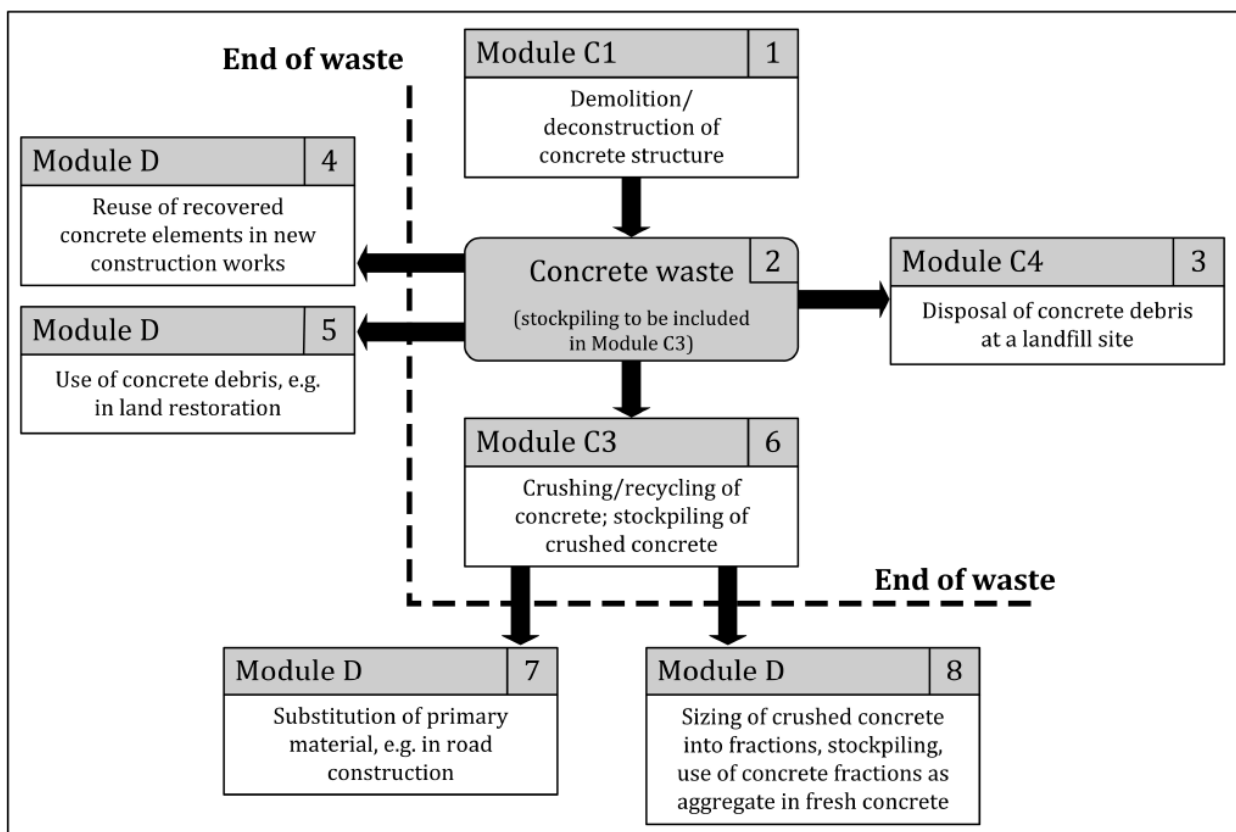 End of waste
Module C1 1
Demolition/
deconstruction of
concrete structure
Module D 4
Reuse of recovered
concrete elements in new
construction works
Concrete waste 2
(stockpiling to be included
in Module C3)
Module C4 3
Disposal of concrete debris
at a landfill site
Module D 5
Use of concrete debris, e.g.
in land restoration
Module C3 6
Crushing/recycling of
concrete; stockpiling of
crushed concrete
End of waste
Module D 7
Substitution of primary
material, e.g. in road
construction
Module D 8
Sizing of crushed concrete
into fractions, stockpiling,
use of concrete fractions as
aggregate in fresh concrete